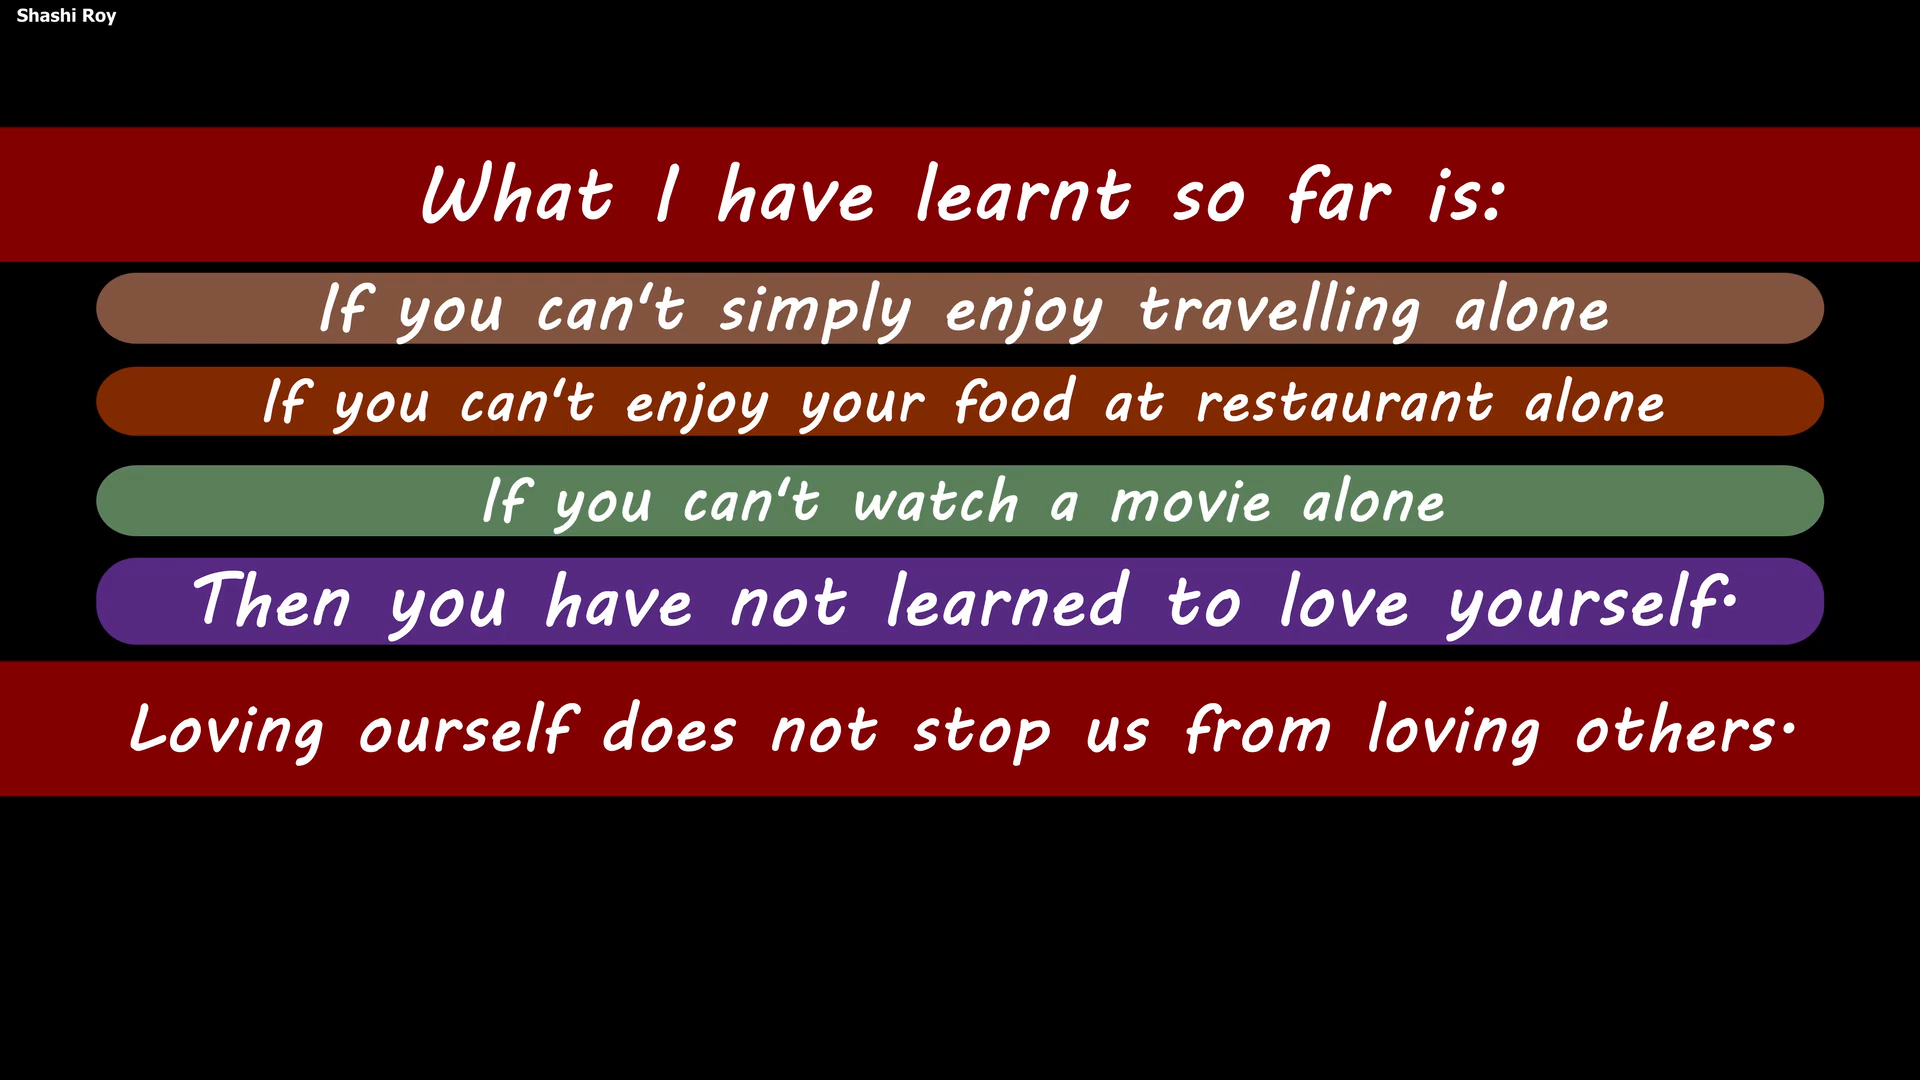 Shashi Roy
What I have learnt so far is:
If you can't simply enjoy travelling alone
If you can't enjoy your food at restaurant alone
If you can't watch a movie alone
Then you have not learned to love yourself.
Loving ourself does not stop us from loving others.